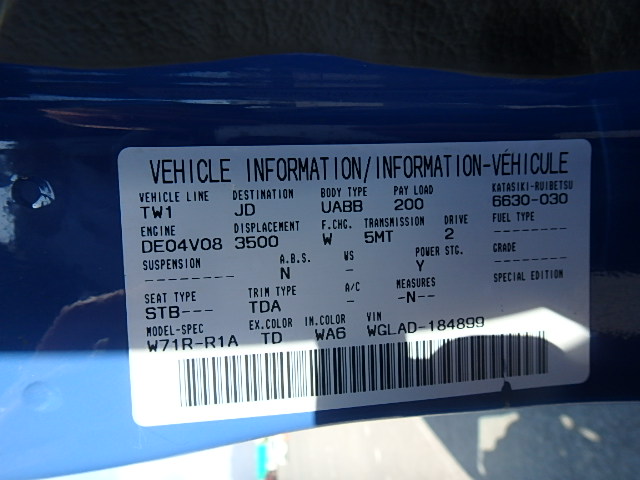 VEHICLE INFORMATION/INFORMATION-VÉHICULE
VEHICLE LINE DESTINATION BODY TYPE PAY LOAD KATASIKI-RUIBETSU
TW1 JD UABB 200 6630-030
ENGINE DISPLACEMENT F.CHG. TRANSMISSION DRIVE FUEL TYPE
DE04V08 3500 W 5MT 2 --------
SUSPENSION A.B.S. WS POWER STG. GRADE
-------- N -- Y --------
SEAT TYPE TRIM TYPE A/C MEASURES SPECIAL EDITION
STB--- TDA -- -N--
MODEL-SPEC EX.COLOR IN.COLOR VIN
W71R-R1A TD WA6 WGLAD-184899